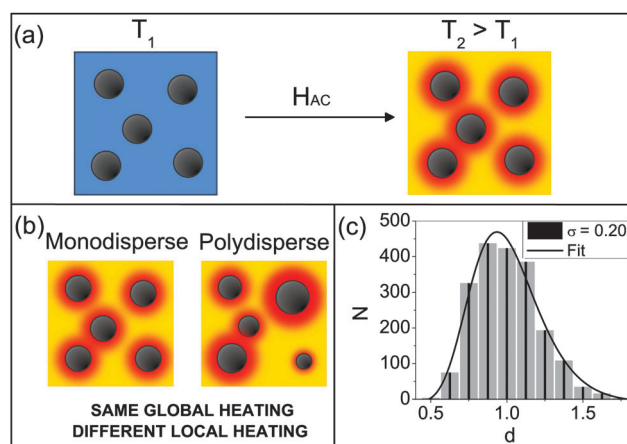 (a)
T₁
H_AC
T₂ > T₁
(b)
Monodisperse Polydisperse
SAME GLOBAL HEATING
DIFFERENT LOCAL HEATING
(c)
500
400
300
200
100
0
N
σ = 0.20
Fit
0.5 1.0 1.5
d